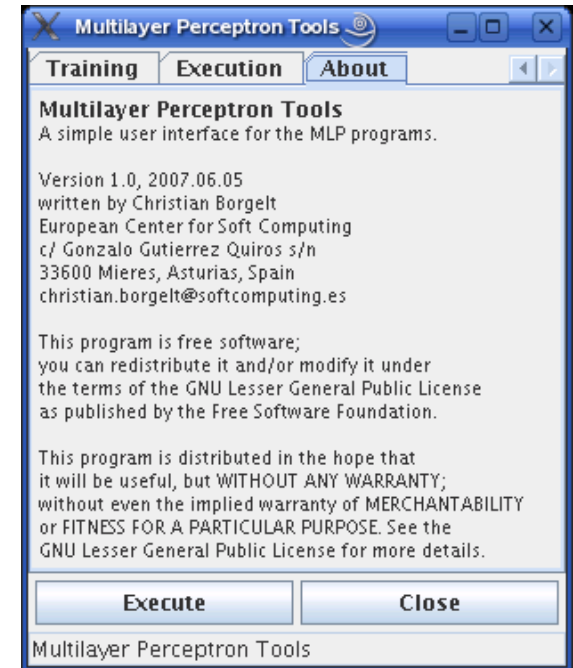 Multilayer Perceptron Tools
Training Execution About
Multilayer Perceptron Tools
A simple user interface for the MLP programs.
Version 1.0, 2007.06.05
written by Christian Borgelt
European Center for Soft Computing
c/ Gonzalo Gutierrez Quiros s/n
33600 Mieres, Asturias, Spain
christian.borgelt@softcomputing.es
This program is free software;
you can redistribute it and/or modify it under
the terms of the GNU Lesser General Public License
as published by the Free Software Foundation.
This program is distributed in the hope that
it will be useful, but WITHOUT ANY WARRANTY;
without even the implied warranty of MERCHANTABILITY
or FITNESS FOR A PARTICULAR PURPOSE. See the
GNU Lesser General Public License for more details.
Execute Close
Multilayer Perceptron Tools